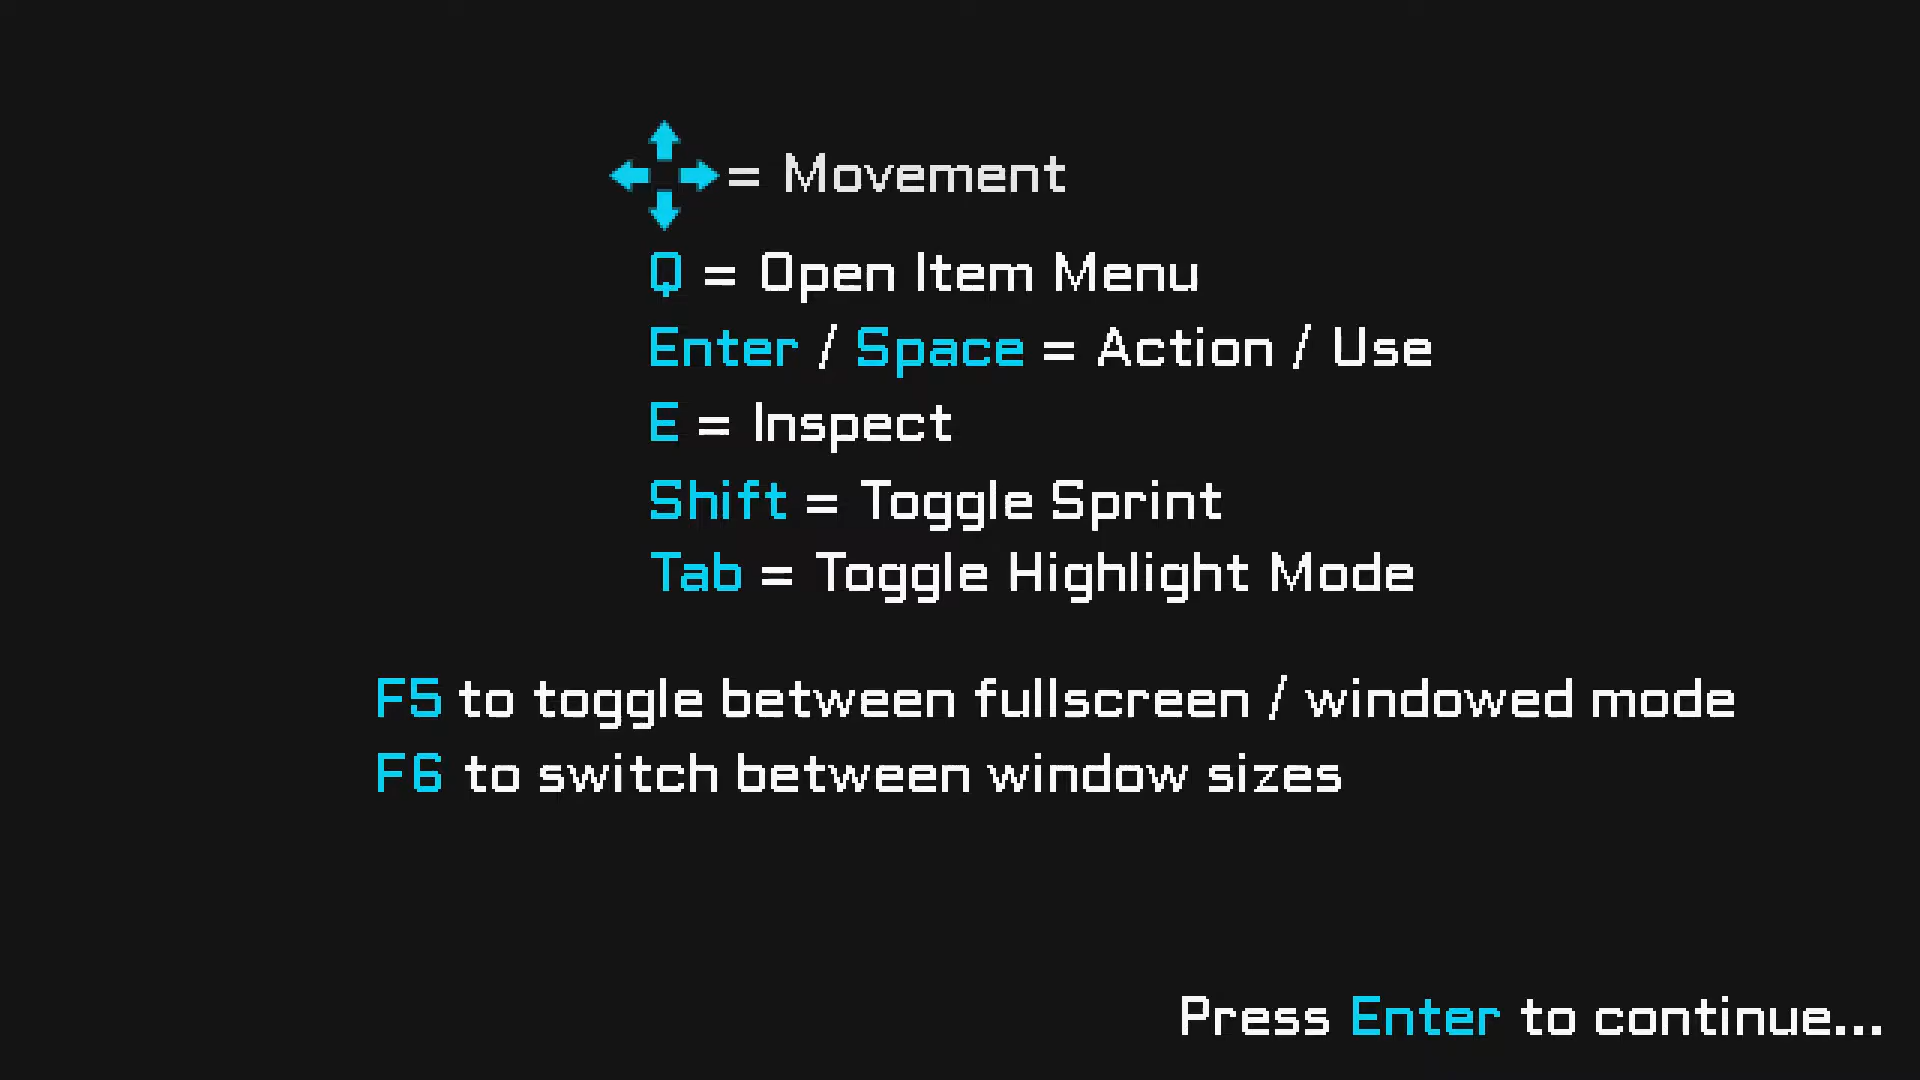 = Movement
Q = Open Item Menu
Enter / Space = Action / Use
E = Inspect
Shift = Toggle Sprint
Tab = Toggle Highlight Mode
F5 to toggle between fullscreen / windowed mode
F6 to switch between window sizes
Press Enter to continue...